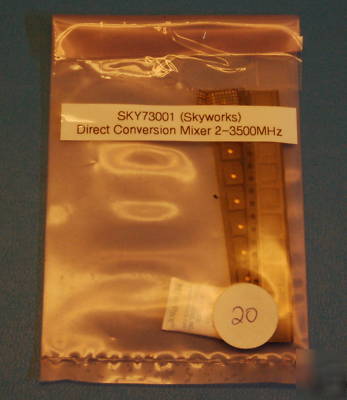 SKY73001 (Skyworks)
Direct Conversion Mixer 2-3500MHz
20